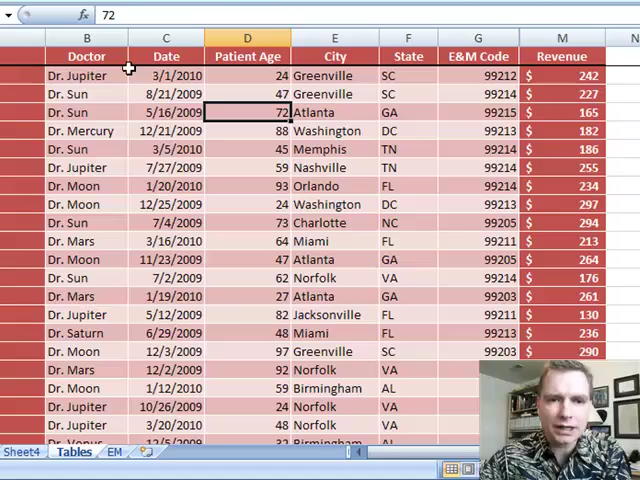 fx 72
B C D E F G M N
Doctor Date Patient Age City State E&M Code Revenue
Dr. Jupiter 3/1/2010 24 Greenville SC 99212 $ 242
Dr. Sun 8/21/2009 47 Greenville SC 99214 $ 227
Dr. Sun 5/16/2009 72 Atlanta GA 99215 $ 165
Dr. Mercury 12/21/2009 88 Washington DC 99213 $ 182
Dr. Sun 3/5/2010 45 Memphis TN 99214 $ 186
Dr. Jupiter 7/27/2009 59 Nashville TN 99214 $ 255
Dr. Moon 1/20/2010 93 Orlando FL 99214 $ 234
Dr. Moon 12/25/2009 24 Washington DC 99213 $ 297
Dr. Sun 7/4/2009 73 Charlotte NC 99205 $ 294
Dr. Mars 3/16/2010 64 Miami FL 99211 $ 213
Dr. Moon 11/23/2009 47 Atlanta GA 99205 $ 264
Dr. Sun 7/2/2009 62 Norfolk VA 99214 $ 176
Dr. Mars 1/19/2010 27 Atlanta GA 99203 $ 261
Dr. Jupiter 5/12/2009 82 Jacksonville FL 99211 $ 130
Dr. Saturn 6/29/2009 48 Miami FL 99213 $ 236
Dr. Moon 12/3/2009 97 Greenville SC 99203 $ 290
Dr. Mars 12/2/2009 92 Norfolk VA
Dr. Moon 1/12/2010 59 Birmingham AL
Dr. Jupiter 10/26/2009 24 Norfolk VA
Dr. Jupiter 3/20/2010 48 Norfolk VA
Dr. Venus 12/5/2009 32 Birmingham AL
Sheet4 Tables EM